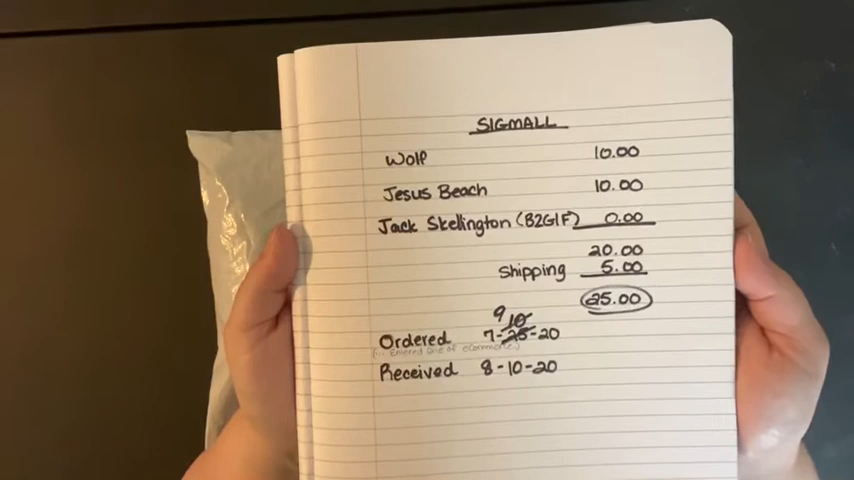 SIGMALL
Wolf 10.00
Jesus Beach 10.00
Jack Skellington (B2G1F) 0.00
20.00
Shipping 5.00
25.00
9 10
Ordered 7-25-20
Received 8-10-20